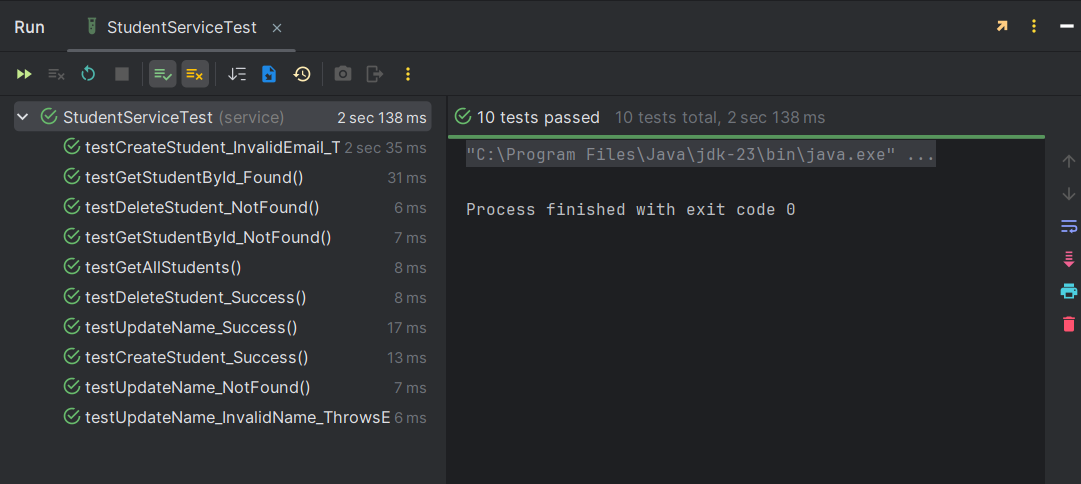 Run StudentServiceTest
StudentServiceTest (service) 2 sec 138 ms
testCreateStudent_InvalidEmail_T 2 sec 35 ms
testGetStudentById_Found() 31 ms
testDeleteStudent_NotFound() 6 ms
testGetStudentById_NotFound() 7 ms
testGetAllStudents() 8 ms
testDeleteStudent_Success() 8 ms
testUpdateName_Success() 17 ms
testCreateStudent_Success() 13 ms
testUpdateName_NotFound() 7 ms
testUpdateName_InvalidName_ThrowsE 6 ms
10 tests passed 10 tests total, 2 sec 138 ms
"C:\Program Files\Java\jdk-23\bin\java.exe" ...
Process finished with exit code 0